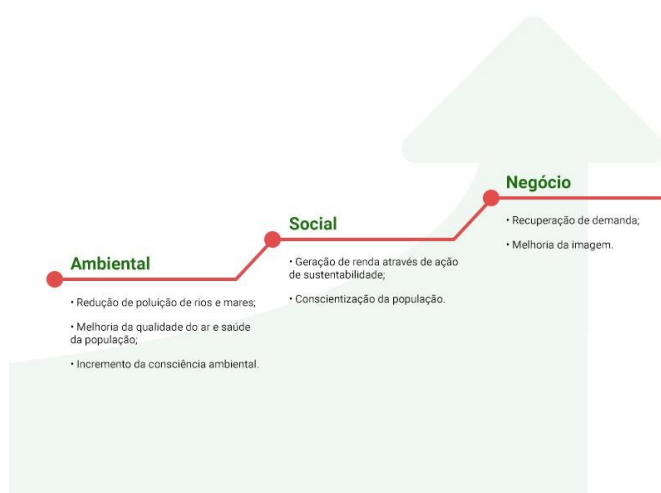 Ambiental
• Redução de poluição de rios e mares;
• Melhoria da qualidade do ar e saúde
da população;
• Incremento da consciência ambiental.
Social
• Geração de renda através de ação
de sustentabilidade;
• Conscientização da população.
Negócio
• Recuperação de demanda;
• Melhoria da imagem.